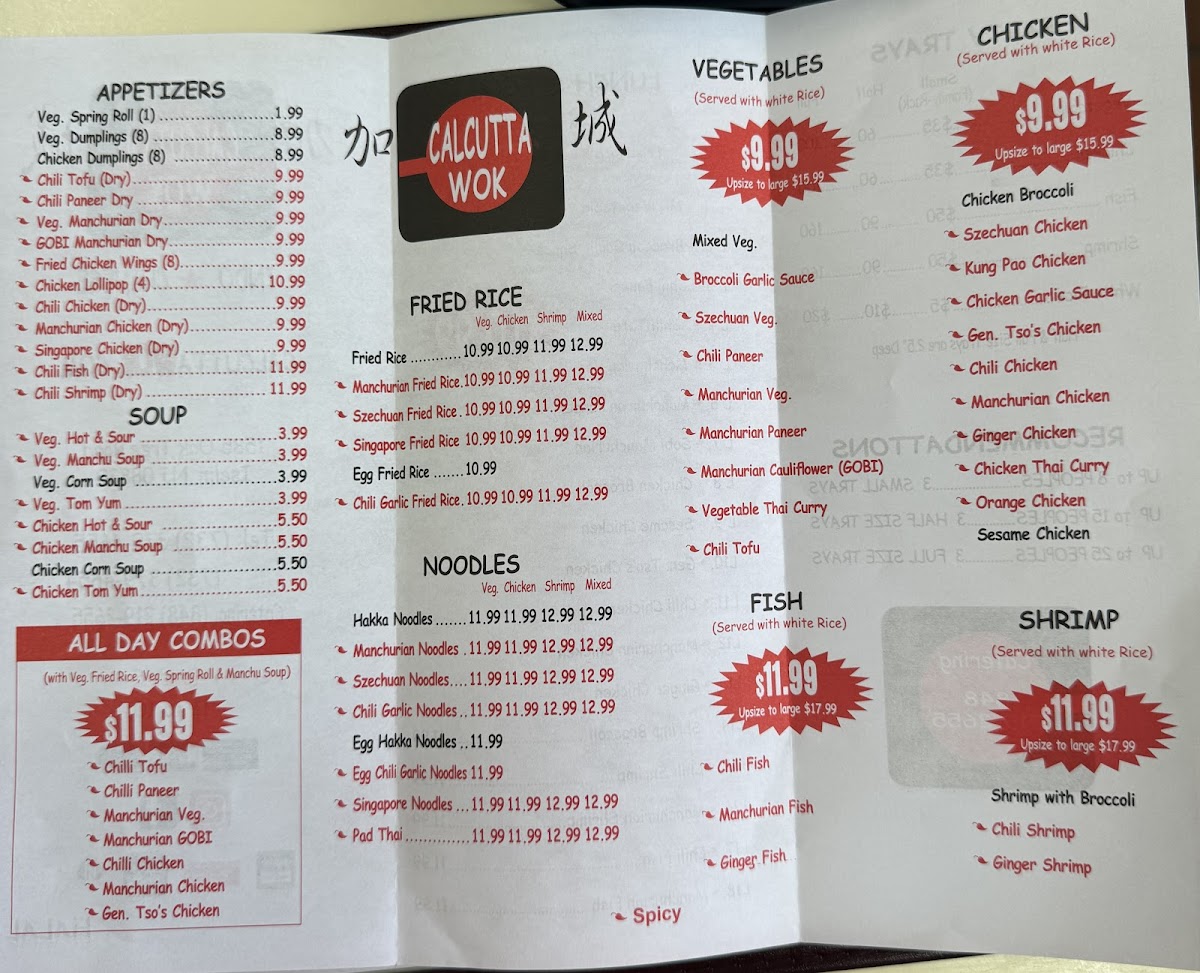 APPETIZERS
Veg. Spring Roll (1) 1.99
Veg. Dumplings (8) 8.99
Chicken Dumplings (8) 8.99
Chili Tofu (Dry) 9.99
Chili Paneer Dry 9.99
Veg. Manchurian Dry 9.99
GOBI Manchurian Dry 9.99
Fried Chicken Wings (8) 9.99
Chicken Lollipop (4) 10.99
Chili Chicken (Dry) 9.99
Manchurian Chicken (Dry) 9.99
Singapore Chicken (Dry) 9.99
Chili Fish (Dry) 11.99
Chili Shrimp (Dry) 11.99
SOUP
Veg. Hot & Sour 3.99
Veg. Manchu Soup 3.99
Veg. Corn Soup 3.99
Veg. Tom Yum 3.99
Chicken Hot & Sour 5.50
Chicken Manchu Soup 5.50
Chicken Corn Soup 5.50
Chicken Tom Yum 5.50
ALL DAY COMBOS
(with Veg. Fried Rice, Veg. Spring Roll & Manchu Soup)
$11.99
Chilli Tofu
Chilli Paneer
Manchurian Veg.
Manchurian GOBI
Chilli Chicken
Manchurian Chicken
Gen. Tso's Chicken
加 CALCUTTA 城
WOK
FRIED RICE
Veg. Chicken Shrimp Mixed
Fried Rice 10.99 10.99 11.99 12.99
Manchurian Fried Rice 10.99 10.99 11.99 12.99
Szechuan Fried Rice 10.99 10.99 11.99 12.99
Singapore Fried Rice 10.99 10.99 11.99 12.99
Egg Fried Rice 10.99
Chili Garlic Fried Rice 10.99 10.99 11.99 12.99
NOODLES
Veg. Chicken Shrimp Mixed
Hakka Noodles 11.99 11.99 12.99 12.99
Manchurian Noodles 11.99 11.99 12.99 12.99
Szechuan Noodles 11.99 11.99 12.99 12.99
Chili Garlic Noodles 11.99 11.99 12.99 12.99
Egg Hakka Noodles 11.99
Egg Chili Garlic Noodles 11.99
Singapore Noodles 11.99 11.99 12.99 12.99
Pad Thai 11.99 11.99 12.99 12.99
VEGETABLES
(Served with white Rice)
$9.99
Upsize to large $15.99
Mixed Veg.
Broccoli Garlic Sauce
Szechuan Veg.
Chili Paneer
Manchurian Veg.
Manchurian Paneer
Manchurian Cauliflower (GOBI)
Vegetable Thai Curry
Chili Tofu
FISH
(Served with white Rice)
$11.99
Upsize to large $17.99
Chili Fish
Manchurian Fish
Ginger Fish
Spicy
CHICKEN
(Served with white Rice)
$9.99
Upsize to large $15.99
Chicken Broccoli
Szechuan Chicken
Kung Pao Chicken
Chicken Garlic Sauce
Gen. Tso's Chicken
Chili Chicken
Manchurian Chicken
Ginger Chicken
Chicken Thai Curry
Orange Chicken
Sesame Chicken
SHRIMP
(Served with white Rice)
$11.99
Upsize to large $17.99
Shrimp with Broccoli
Chili Shrimp
Ginger Shrimp